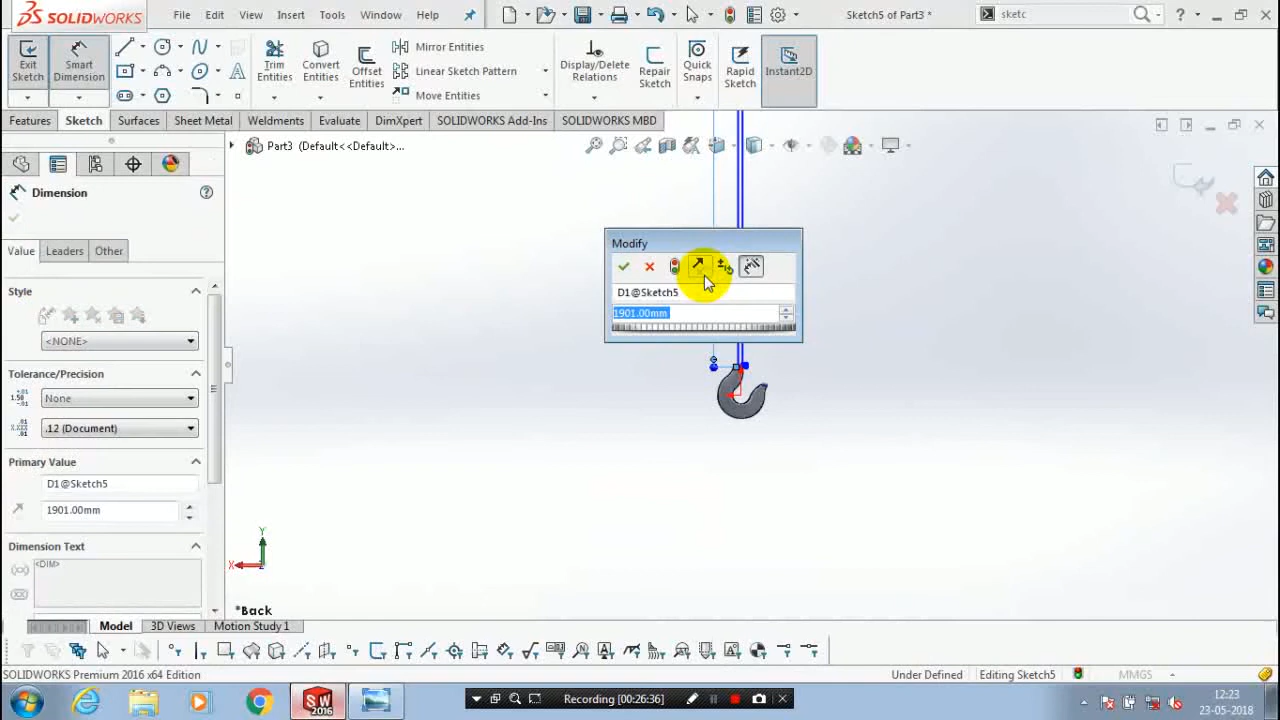 SOLIDWORKS File Edit View Insert Tools Window Help Sketch5 of Part3 * sketc
Exit Sketch Smart Dimension Trim Entities Convert Entities Offset Entities Mirror Entities Linear Sketch Pattern Move Entities Display/Delete Relations Repair Sketch Quick Snaps Rapid Sketch Instant2D
Features Sketch Surfaces Sheet Metal Weldments Evaluate DimXpert SOLIDWORKS Add-Ins SOLIDWORKS MBD
Part3 (Default<<Default>...
Dimension
Value Leaders Other
Modify
D1@Sketch5
1901.00mm
Style
<NONE>
Tolerance/Precision
None
.12 (Document)
Primary Value
D1@Sketch5
1901.00mm
Dimension Text
<DIM>
Y
X
*Back
Model 3D Views Motion Study 1
SOLIDWORKS Premium 2016 x64 Edition Under Defined Editing Sketch5 MMGS
SW 2016
Recording [00:26:36]
12:23
23-05-2018